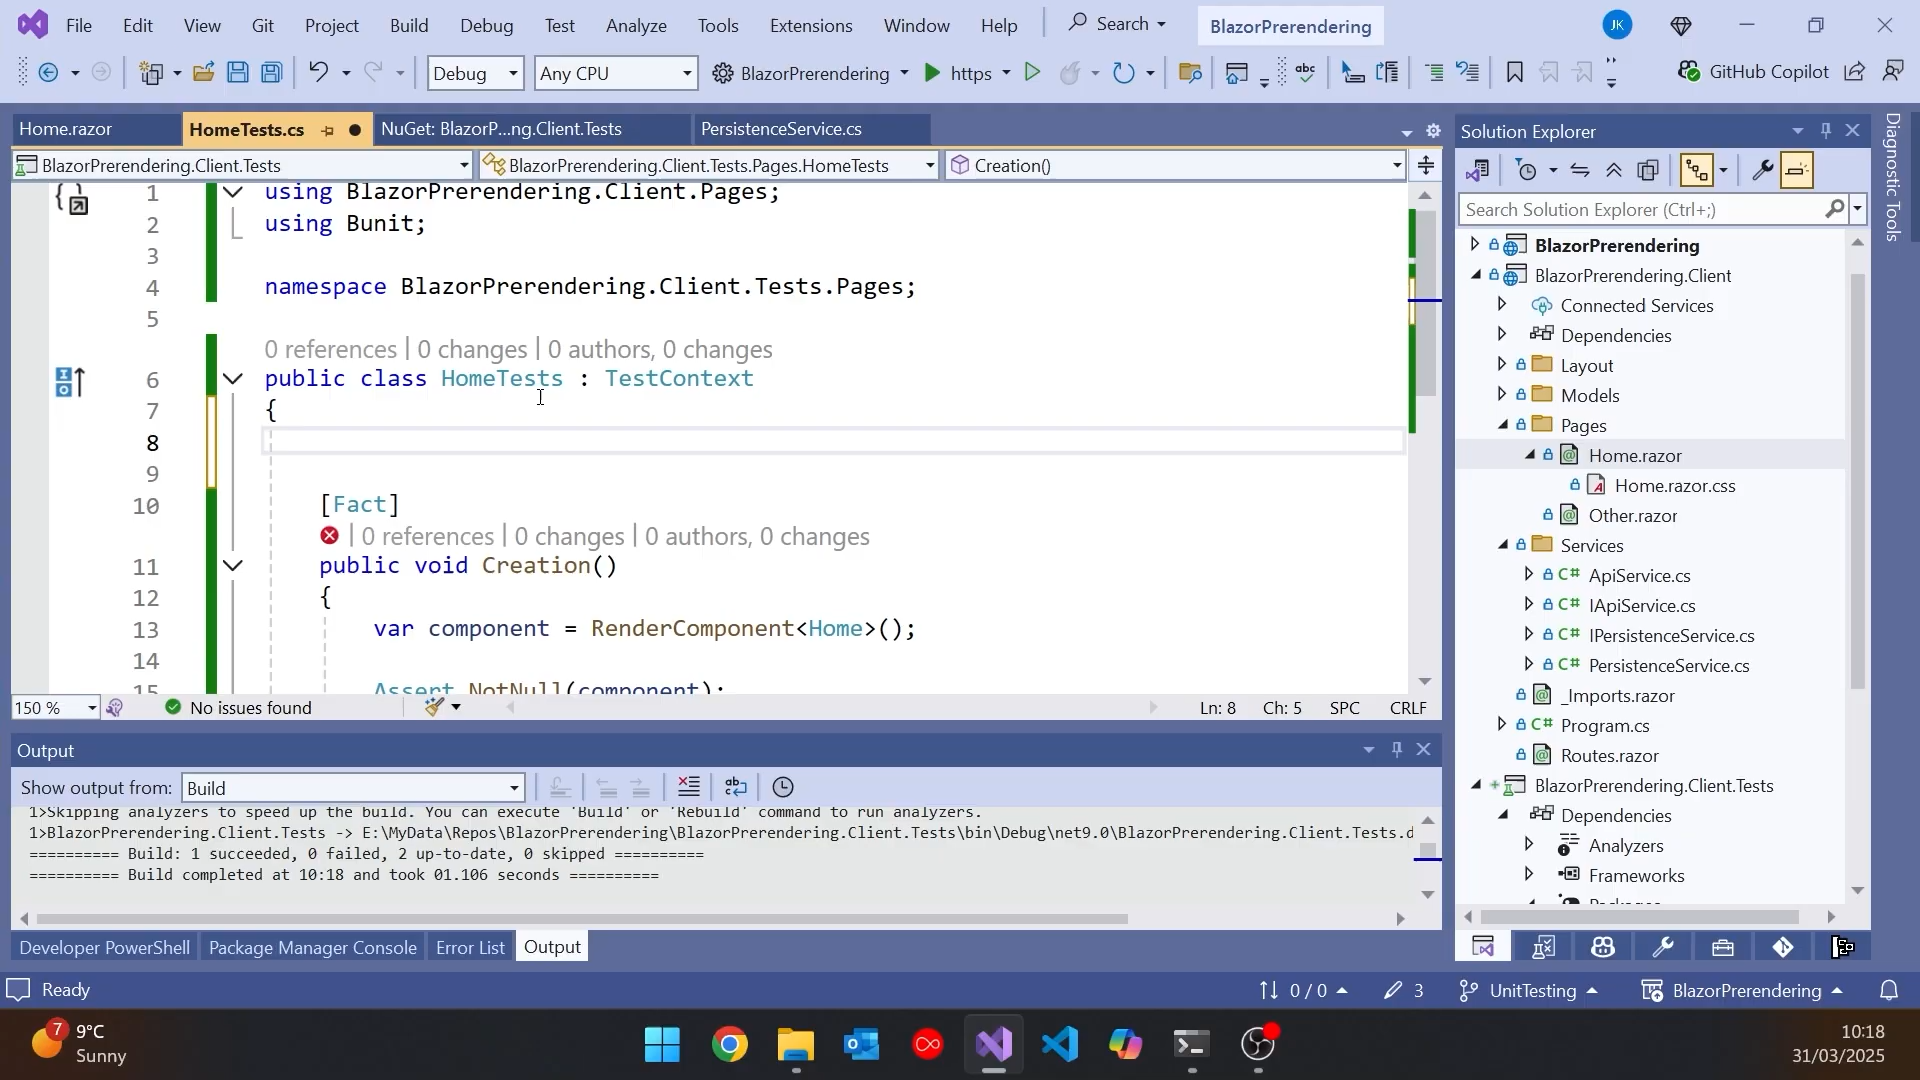 File Edit View Git Project Build Debug Test Analyze Tools Extensions Window Help Search BlazorPrerendering JK
Debug Any CPU BlazorPrerendering https GitHub Copilot
Home.razor HomeTests.cs NuGet: BlazorP...ng.Client.Tests PersistenceService.cs
BlazorPrerendering.Client.Tests BlazorPrerendering.Client.Tests.Pages.HomeTests Creation()
1 using BlazorPrerendering.Client.Pages;
2 using Bunit;
3
4 namespace BlazorPrerendering.Client.Tests.Pages;
5
0 references | 0 changes | 0 authors, 0 changes
6 public class HomeTests : TestContext
7 {
8
9
10 [Fact]
| 0 references | 0 changes | 0 authors, 0 changes
11 public void Creation()
12 {
13 var component = RenderComponent<Home>();
14
15 Assert.NotNull(component);
150 % No issues found Ln: 8 Ch: 5 SPC CRLF
Output
Show output from: Build
1>Skipping analyzers to speed up the build. You can execute 'Build' or 'Rebuild' command to run analyzers.
1>BlazorPrerendering.Client.Tests -> E:\MyData\Repos\BlazorPrerendering\BlazorPrerendering.Client.Tests\bin\Debug\net9.0\BlazorPrerendering.Client.Tests.d
========== Build: 1 succeeded, 0 failed, 2 up-to-date, 0 skipped ==========
========== Build completed at 10:18 and took 01.106 seconds ==========
Developer PowerShell Package Manager Console Error List Output
Solution Explorer
Search Solution Explorer (Ctrl+;)
BlazorPrerendering
BlazorPrerendering.Client
Connected Services
Dependencies
Layout
Models
Pages
Home.razor
Home.razor.css
Other.razor
Services
C# ApiService.cs
C# IApiService.cs
C# IPersistenceService.cs
C# PersistenceService.cs
_Imports.razor
C# Program.cs
Routes.razor
BlazorPrerendering.Client.Tests
Dependencies
Analyzers
Frameworks
Packages
Diagnostic Tools
Ready 0 / 0 3 UnitTesting BlazorPrerendering
7 9°C
Sunny
10:18
31/03/2025